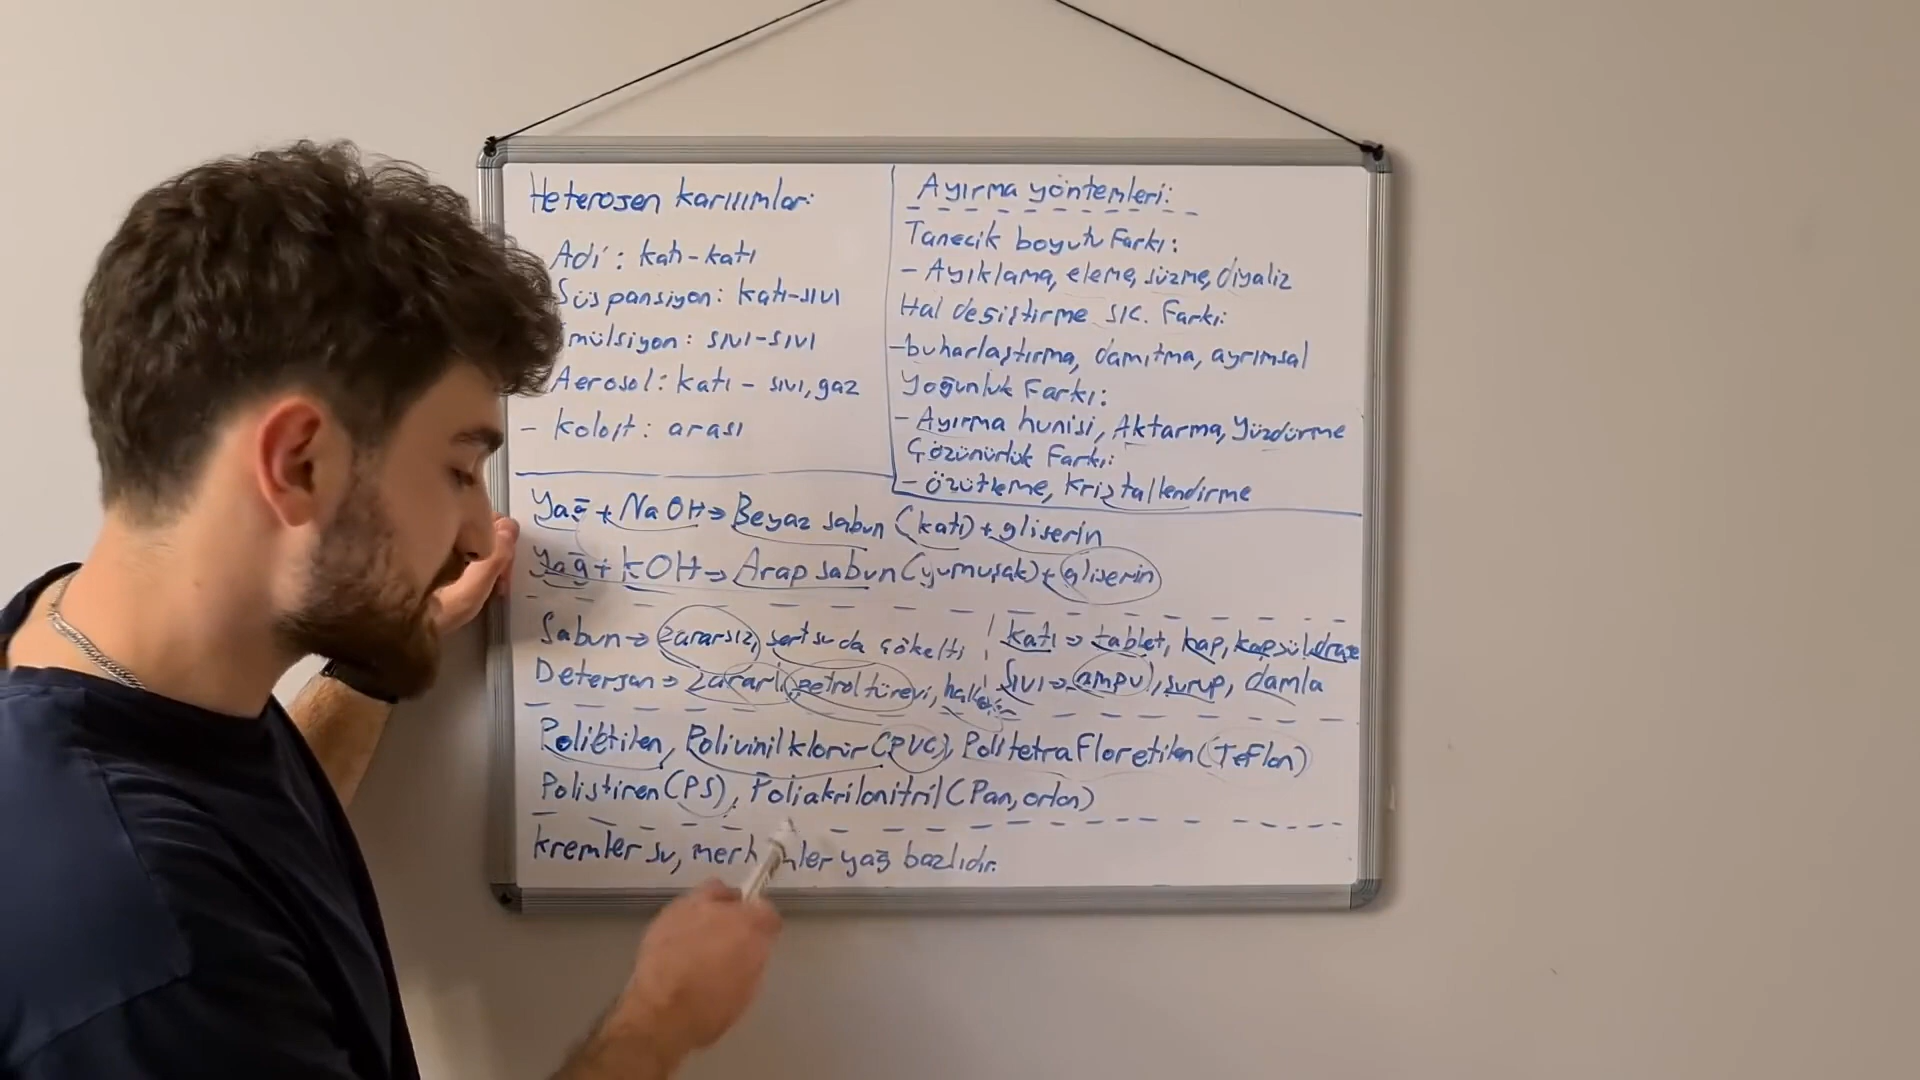 Heterojen karışımlar:
Adi: katı-katı
Süspansiyon: katı-sıvı
mülsiyon: sıvı-sıvı
Aerosol: katı - sıvı, gaz
- Koloit: arası
Ayırma yöntemleri:
Tanecik boyutu Farkı:
- Ayıklama, eleme, süzme, diyaliz
Hal değiştirme sıc. Farkı:
-buharlaştırma, damıtma, ayrımsal
Yoğunluk Farkı:
- Ayırma hunisi, Aktarma, Yüzdürme
Çözünürlük Farkı:
- özütleme, kristallendirme
Yağ + NaOH → Beyaz sabun (katı) + gliserin
Yağ + KOH → Arap sabun (yumuşak) + gliserin
Sabun → zararsız, sert suda çökelti
Deterjan → zararlı, petrol türevi,
katı → tablet, hap, kapsül, draje
Sıvı → ampul, şurup, damla
Polietilen, Polivinil klorür (PVC), Politetrafloretilen (Teflon)
Polistiren (PS), Poliakrilonitril (Pan, orlon)
Kremler su, yağ bazlıdır.